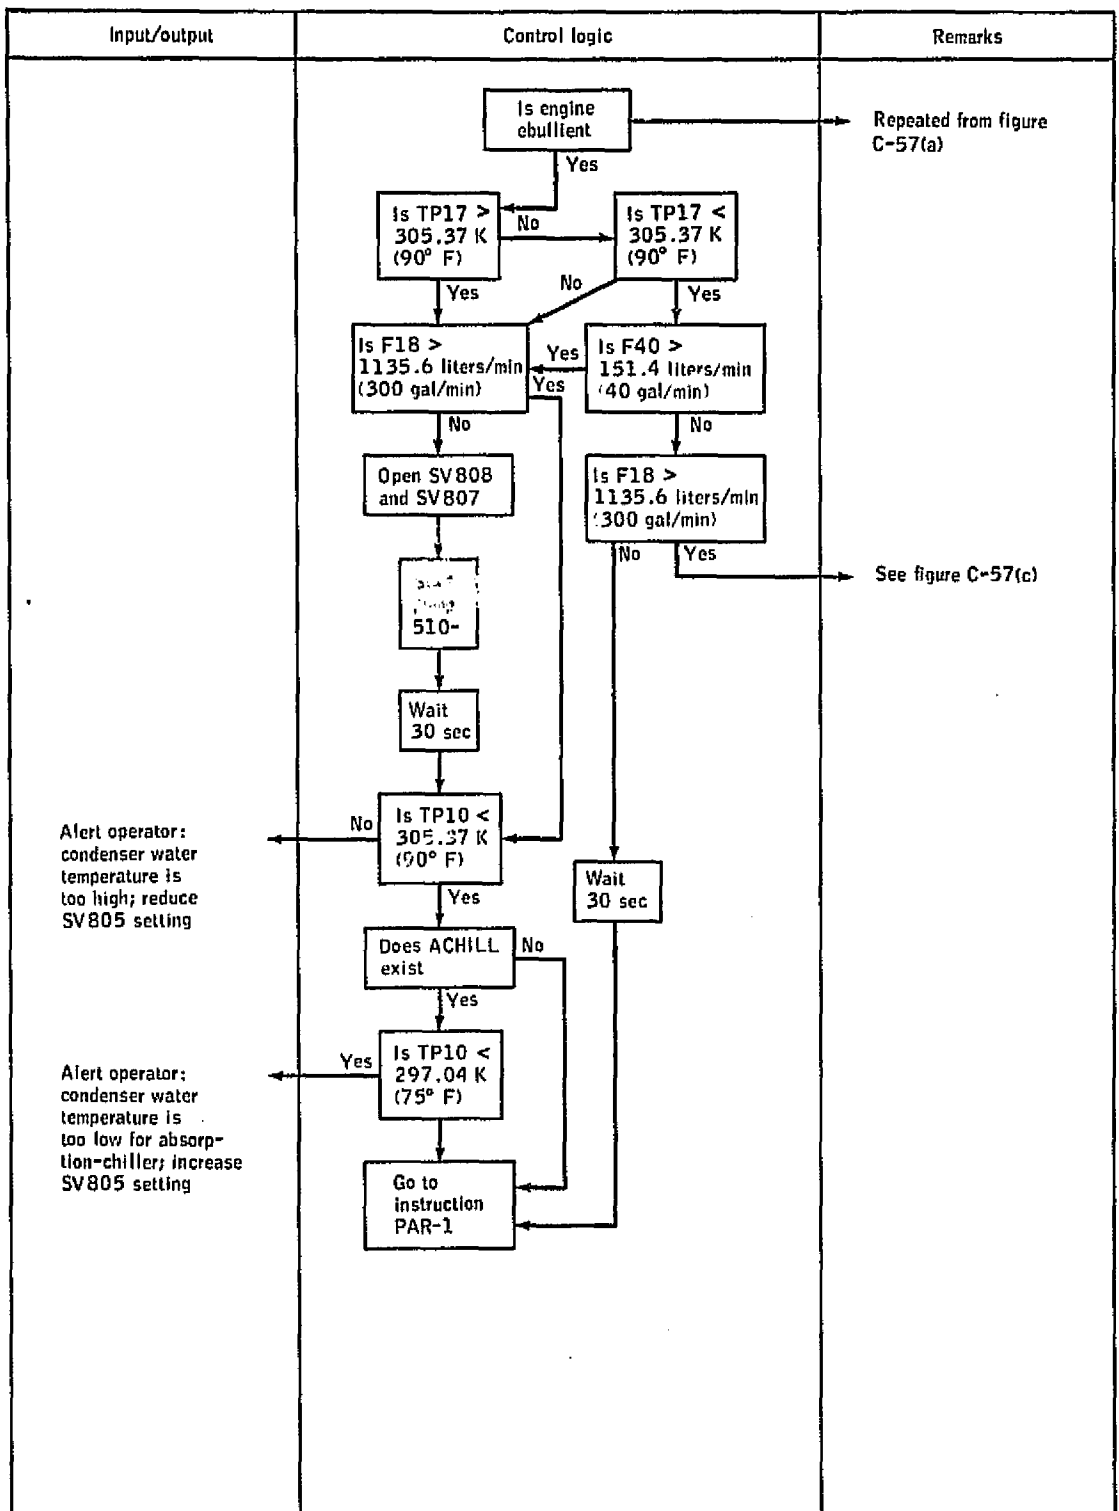 Input/output
Control logic
Remarks
Is engine
ebullient
Repeated from figure
C-57(a)
Yes
Is TP17 >
305.37 K
(90° F)
No
Is TP17 <
305.37 K
(90° F)
Yes
No
Yes
Is F18 >
1135.6 liters/min
(300 gal/min)
Yes
Yes
Is F40 >
151.4 liters/min
(40 gal/min)
No
No
Open SV808
and SV807
Is F18 >
1135.6 liters/min
(300 gal/min)
No
Yes
See figure C-57(c)
510-
Wait
30 sec
Alert operator:
condenser water
temperature is
too high; reduce
SV805 setting
No
Is TP10 <
305.37 K
(90° F)
Yes
Wait
30 sec
Does ACHILL
exist
No
Yes
Alert operator:
condenser water
temperature is
too low for absorp-
tion-chiller; increase
SV805 setting
Yes
Is TP10 <
297.04 K
(75° F)
Go to
instruction
PAR-1